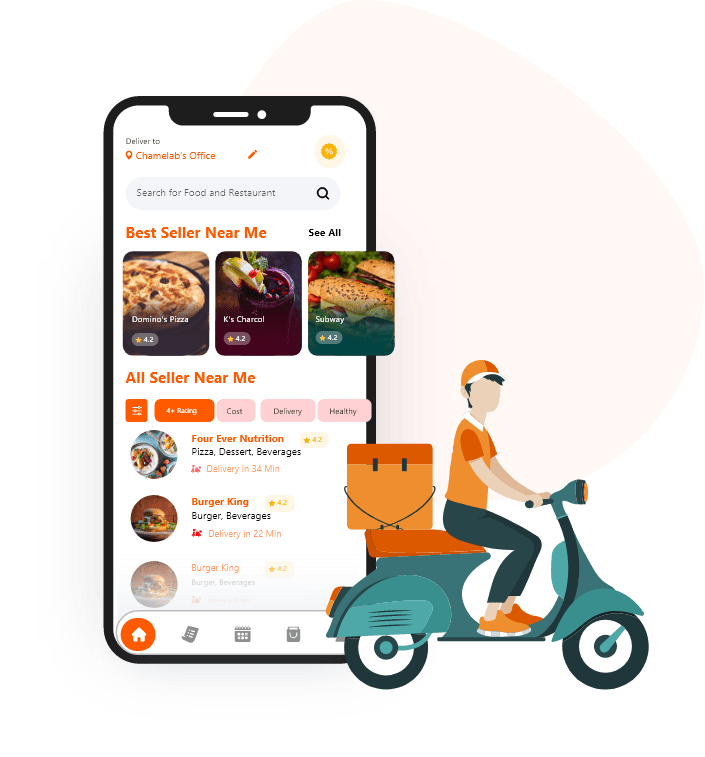 Deliver to
Chamelab's Office
%
Search for Food and Restaurant
Best Seller Near Me
See All
Domino's Pizza
K's Charcol
Subway
4.2
4.2
4.2
All Seller Near Me
4+ Rating
Cost
Delivery
Healthy
Four Ever Nutrition
4.2
Pizza, Dessert, Beverages
Delivery in 34 Min
Burger King
4.2
Burger, Beverages
Delivery in 22 Min
Burger King
4.2
Burger, Beverages